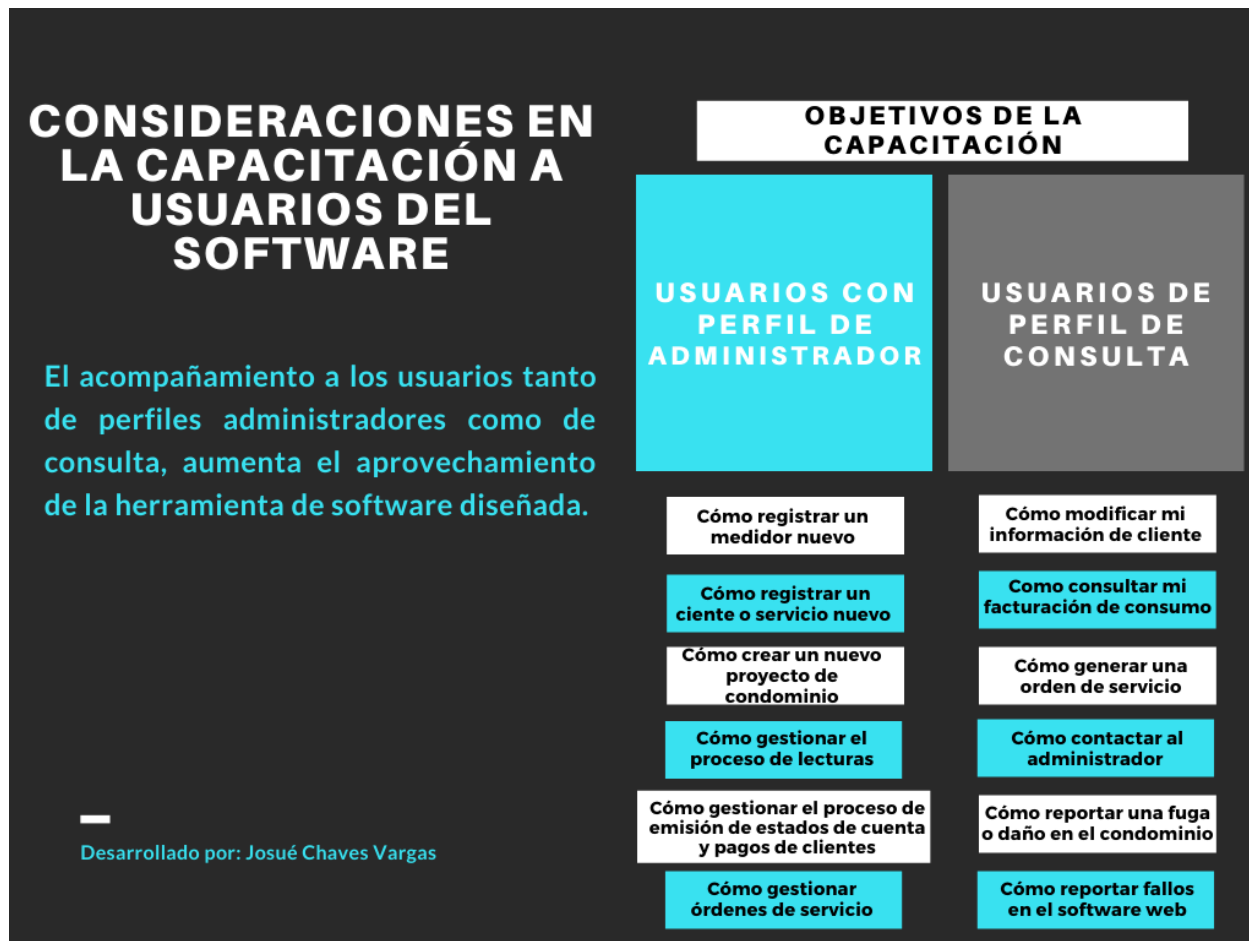 CONSIDERACIONES EN
LA CAPACITACIÓN A
USUARIOS DEL
SOFTWARE
El acompañamiento a los usuarios tanto
de perfiles administradores como de
consulta, aumenta el aprovechamiento
de la herramienta de software diseñada.
Desarrollado por: Josué Chaves Vargas
OBJETIVOS DE LA
CAPACITACIÓN
USUARIOS CON
PERFIL DE
ADMINISTRADOR
Cómo registrar un
medidor nuevo
Cómo registrar un
ciente o servicio nuevo
Cómo crear un nuevo
proyecto de
condominio
Cómo gestionar el
proceso de lecturas
Cómo gestionar el proceso de
emisión de estados de cuenta
y pagos de clientes
Cómo gestionar
órdenes de servicio
USUARIOS DE
PERFIL DE
CONSULTA
Cómo modificar mi
información de cliente
Como consultar mi
facturación de consumo
Cómo generar una
orden de servicio
Cómo contactar al
administrador
Cómo reportar una fuga
o daño en el condominio
Cómo reportar fallos
en el software web